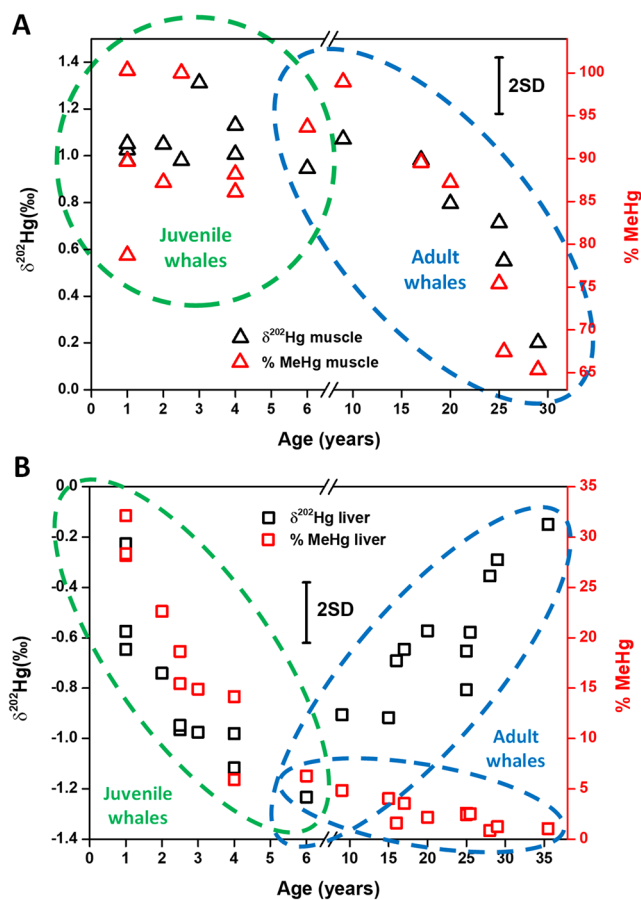 A
1.4
1.2
1.0
0.8
0.6
0.4
0.2
0.0
δ²⁰²Hg(‰)
100
95
90
85
80
75
70
65
% MeHg
2SD
Juvenile
whales
Adult
whales
δ²⁰²Hg muscle
% MeHg muscle
0 1 2 3 4 5 6 10 15 20 25 30
Age (years)
B
0.0
-0.2
-0.4
-0.6
-0.8
-1.0
-1.2
-1.4
δ²⁰²Hg(‰)
35
30
25
20
15
10
5
0
% MeHg
δ²⁰²Hg liver
% MeHg liver
2SD
Juvenile
whales
Adult
whales
0 1 2 3 4 5 6 10 15 20 25 30 35
Age (years)